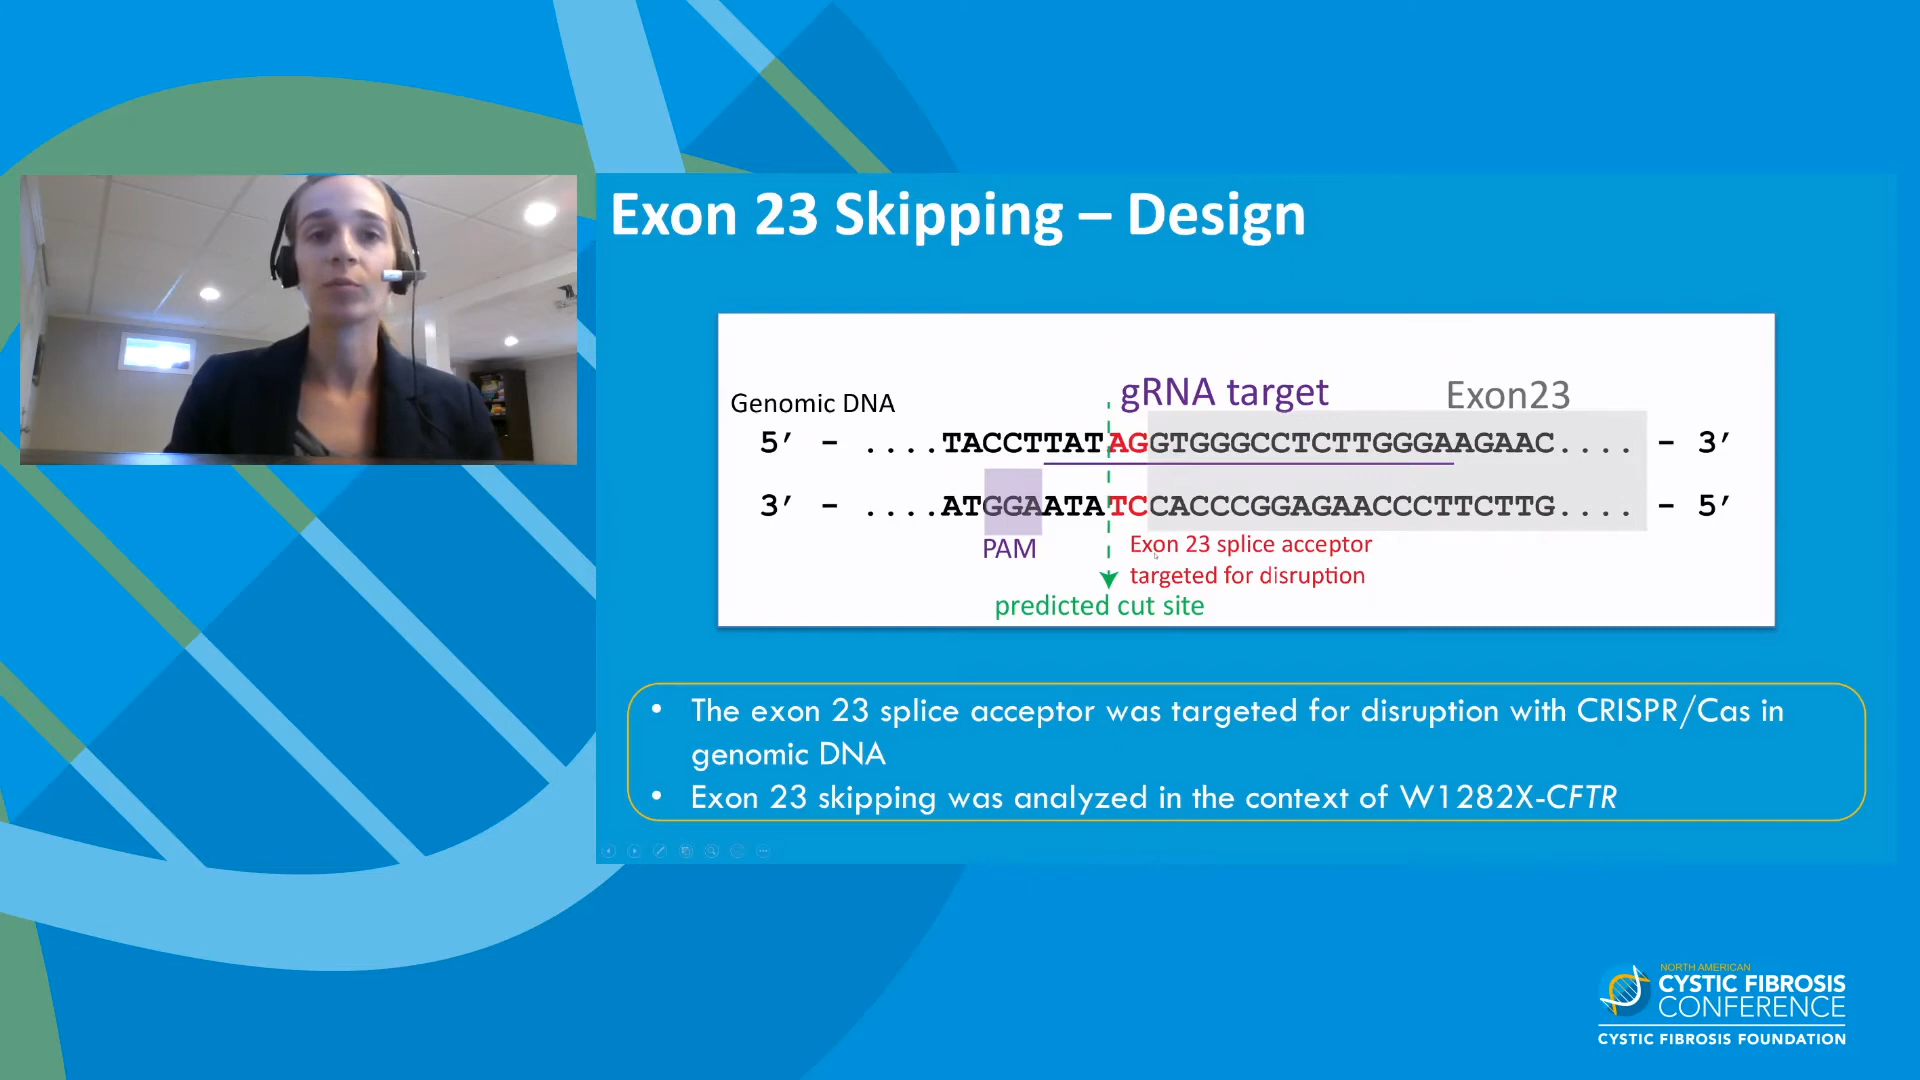 Exon 23 Skipping – Design
gRNA target
Exon23
Genomic DNA
5′ – ....TACCTTATAGGTGGGCCTCTTGGGAAGAAC.... – 3′
3′ – ....ATGGAATATCCACCCGGAGAACCCTTCTTG.... – 5′
PAM
Exon 23 splice acceptor
targeted for disruption
predicted cut site
• The exon 23 splice acceptor was targeted for disruption with CRISPR/Cas in
genomic DNA
• Exon 23 skipping was analyzed in the context of W1282X-CFTR
NORTH AMERICAN
CYSTIC FIBROSIS
CONFERENCE
CYSTIC FIBROSIS FOUNDATION